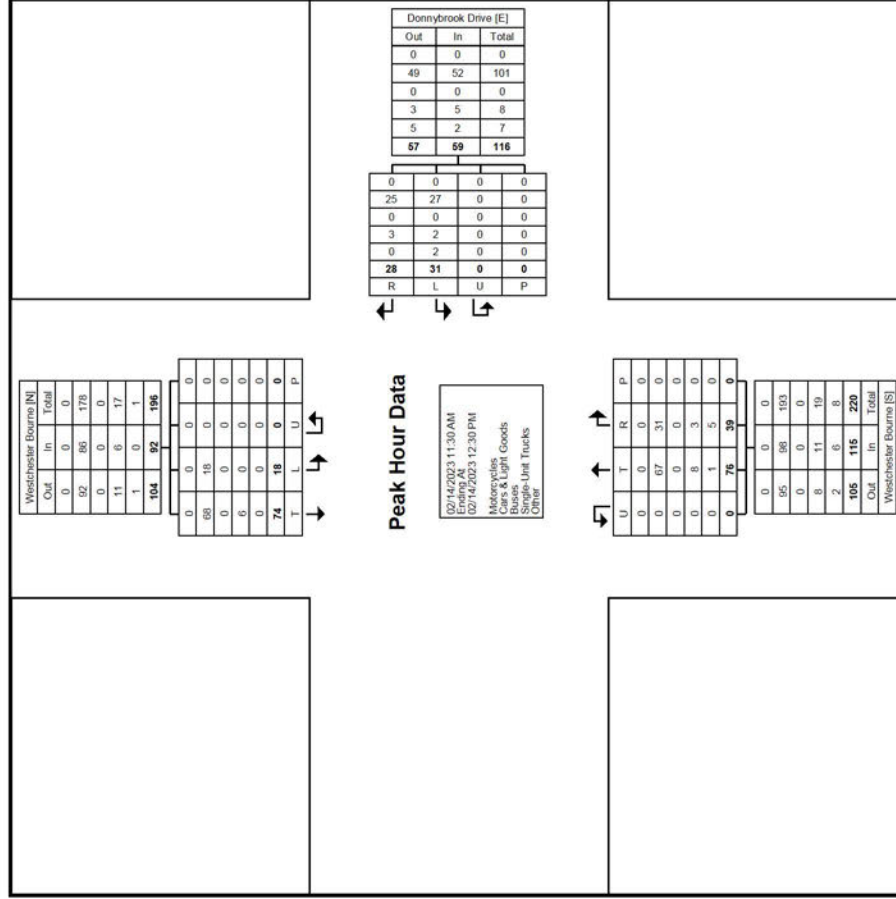 Donnybrook Drive [E]
Out In Total
0 0 0
49 52 101
0 0 0
3 5 8
5 2 7
57 59 116
0 0 0 0
25 27 0 0
0 0 0 0
3 2 0 0
0 2 0 0
28 31 0 0
R L U P
Westchester Bourne [N]
Out In Total
0 0 0
92 86 178
0 0 0
11 6 17
1 0 1
104 92 196
0 0 0 0
68 18 0 0
0 0 0 0
6 0 0 0
0 0 0 0
74 18 0 0
T L U P
Peak Hour Data
02/14/2023 11:30 AM
Ending At
02/14/2023 12:30 PM
Motorcycles
Cars & Light Goods
Buses
Single-Unit Trucks
Other
U T R P
0 0 0 0
0 67 31 0
0 0 0 0
0 8 3 0
0 1 5 0
0 76 39 0
0 0 0
95 98 193
0 0 0
8 11 19
2 6 8
105 115 220
Out In Total
Westchester Bourne [S]